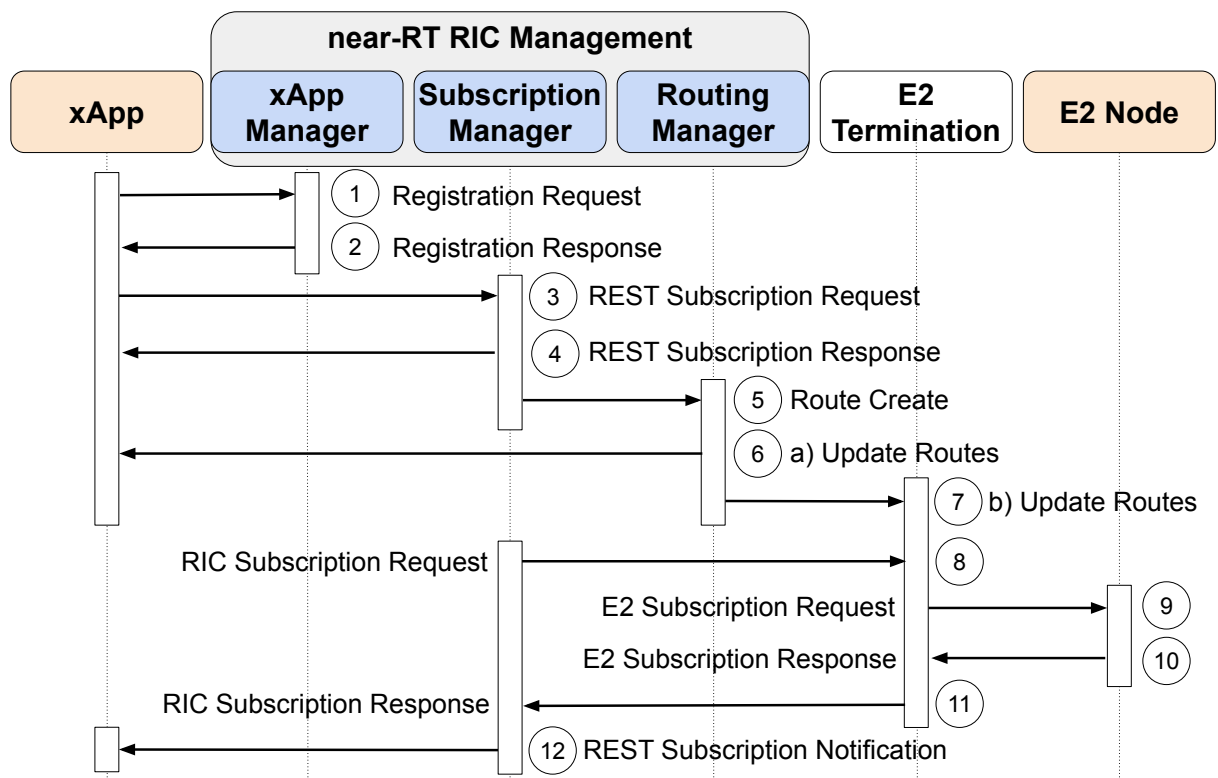 near-RT RIC Management
xApp
xApp
Manager
Subscription
Manager
Routing
Manager
E2
Termination
E2 Node
1 Registration Request
2 Registration Response
3 REST Subscription Request
4 REST Subscription Response
5 Route Create
6 a) Update Routes
7 b) Update Routes
RIC Subscription Request 8
E2 Subscription Request 9
E2 Subscription Response 10
RIC Subscription Response 11
12 REST Subscription Notification